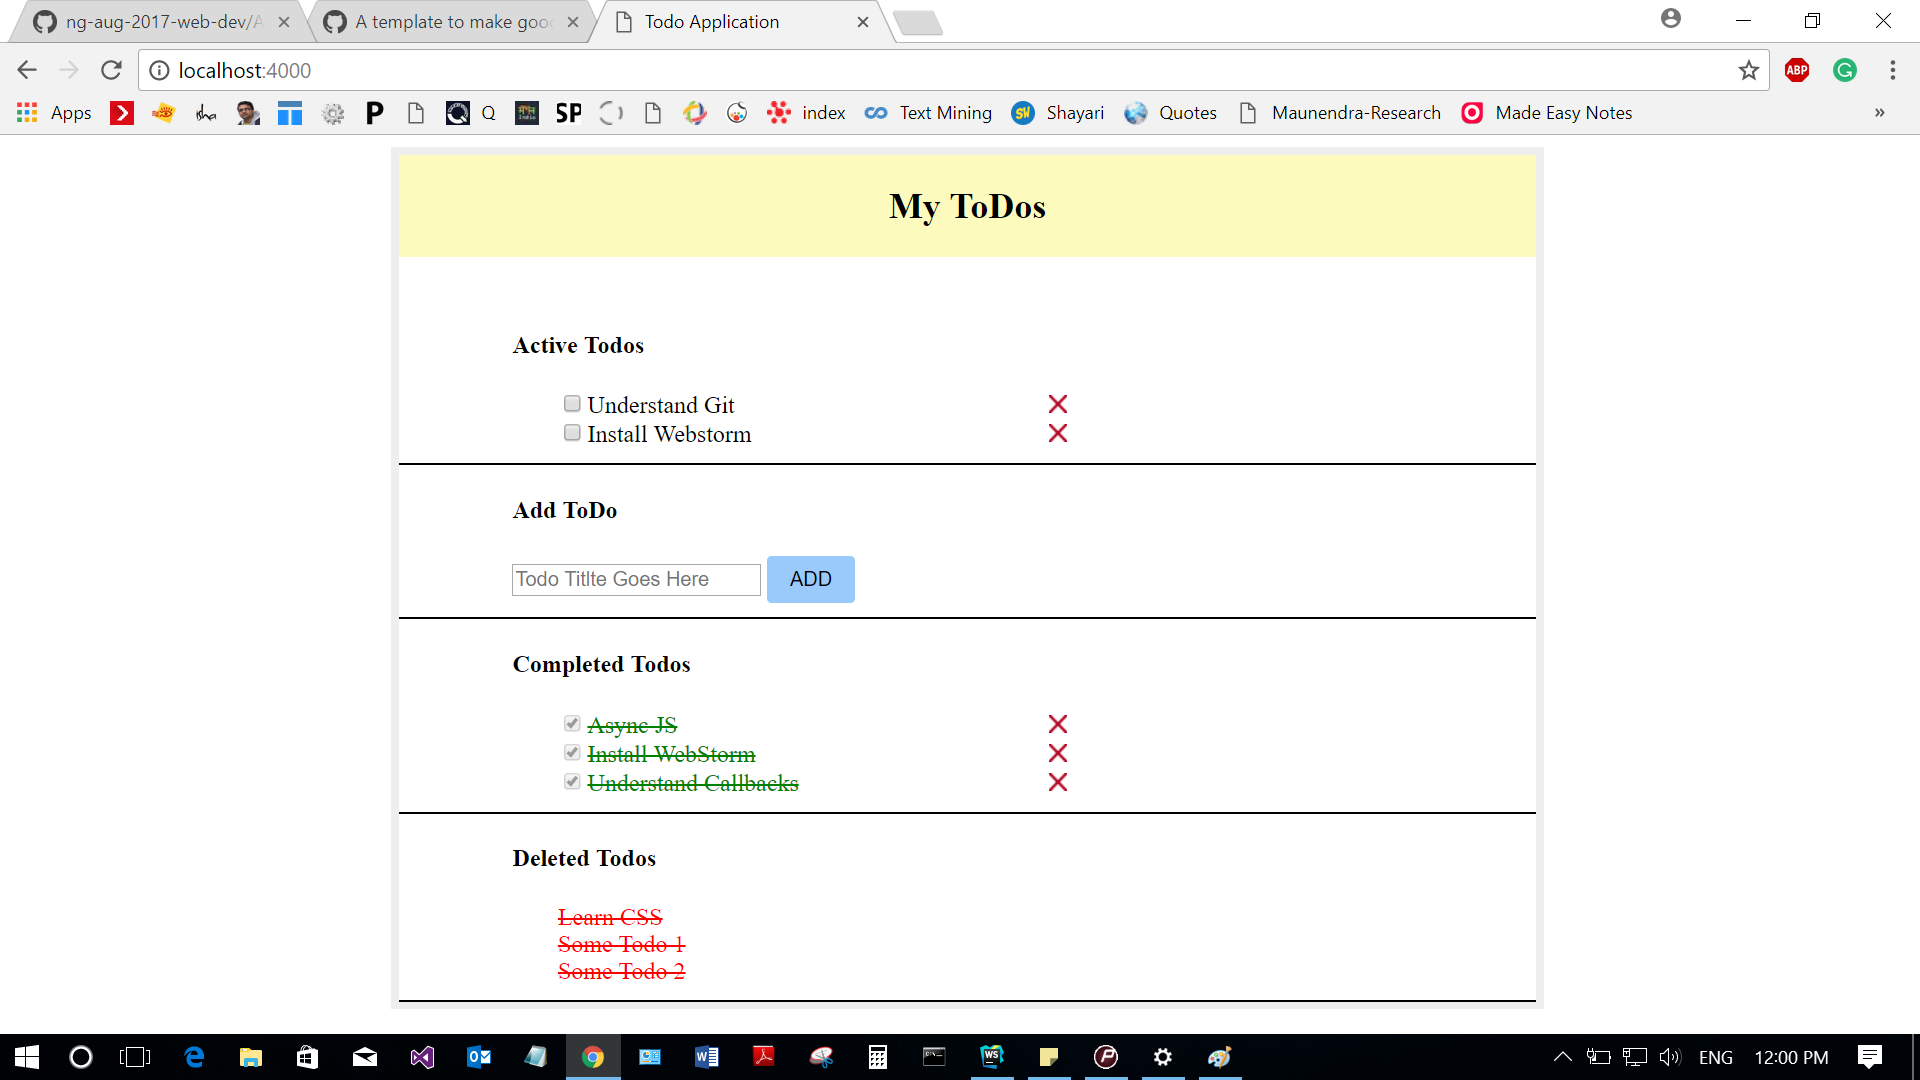 ng-aug-2017-web-dev/A
A template to make goo
Todo Application
localhost:4000
ABP
Apps
P
Q
SP
index
Text Mining
SW
Shayari
Quotes
Maunendra-Research
Made Easy Notes
»
My ToDos
Active Todos
Understand Git
Install Webstorm
Add ToDo
Todo Titlte Goes Here
ADD
Completed Todos
Async JS
Install WebStorm
Understand Callbacks
Deleted Todos
Learn CSS
Some Todo 1
Some Todo 2
WS
ENG
12:00 PM